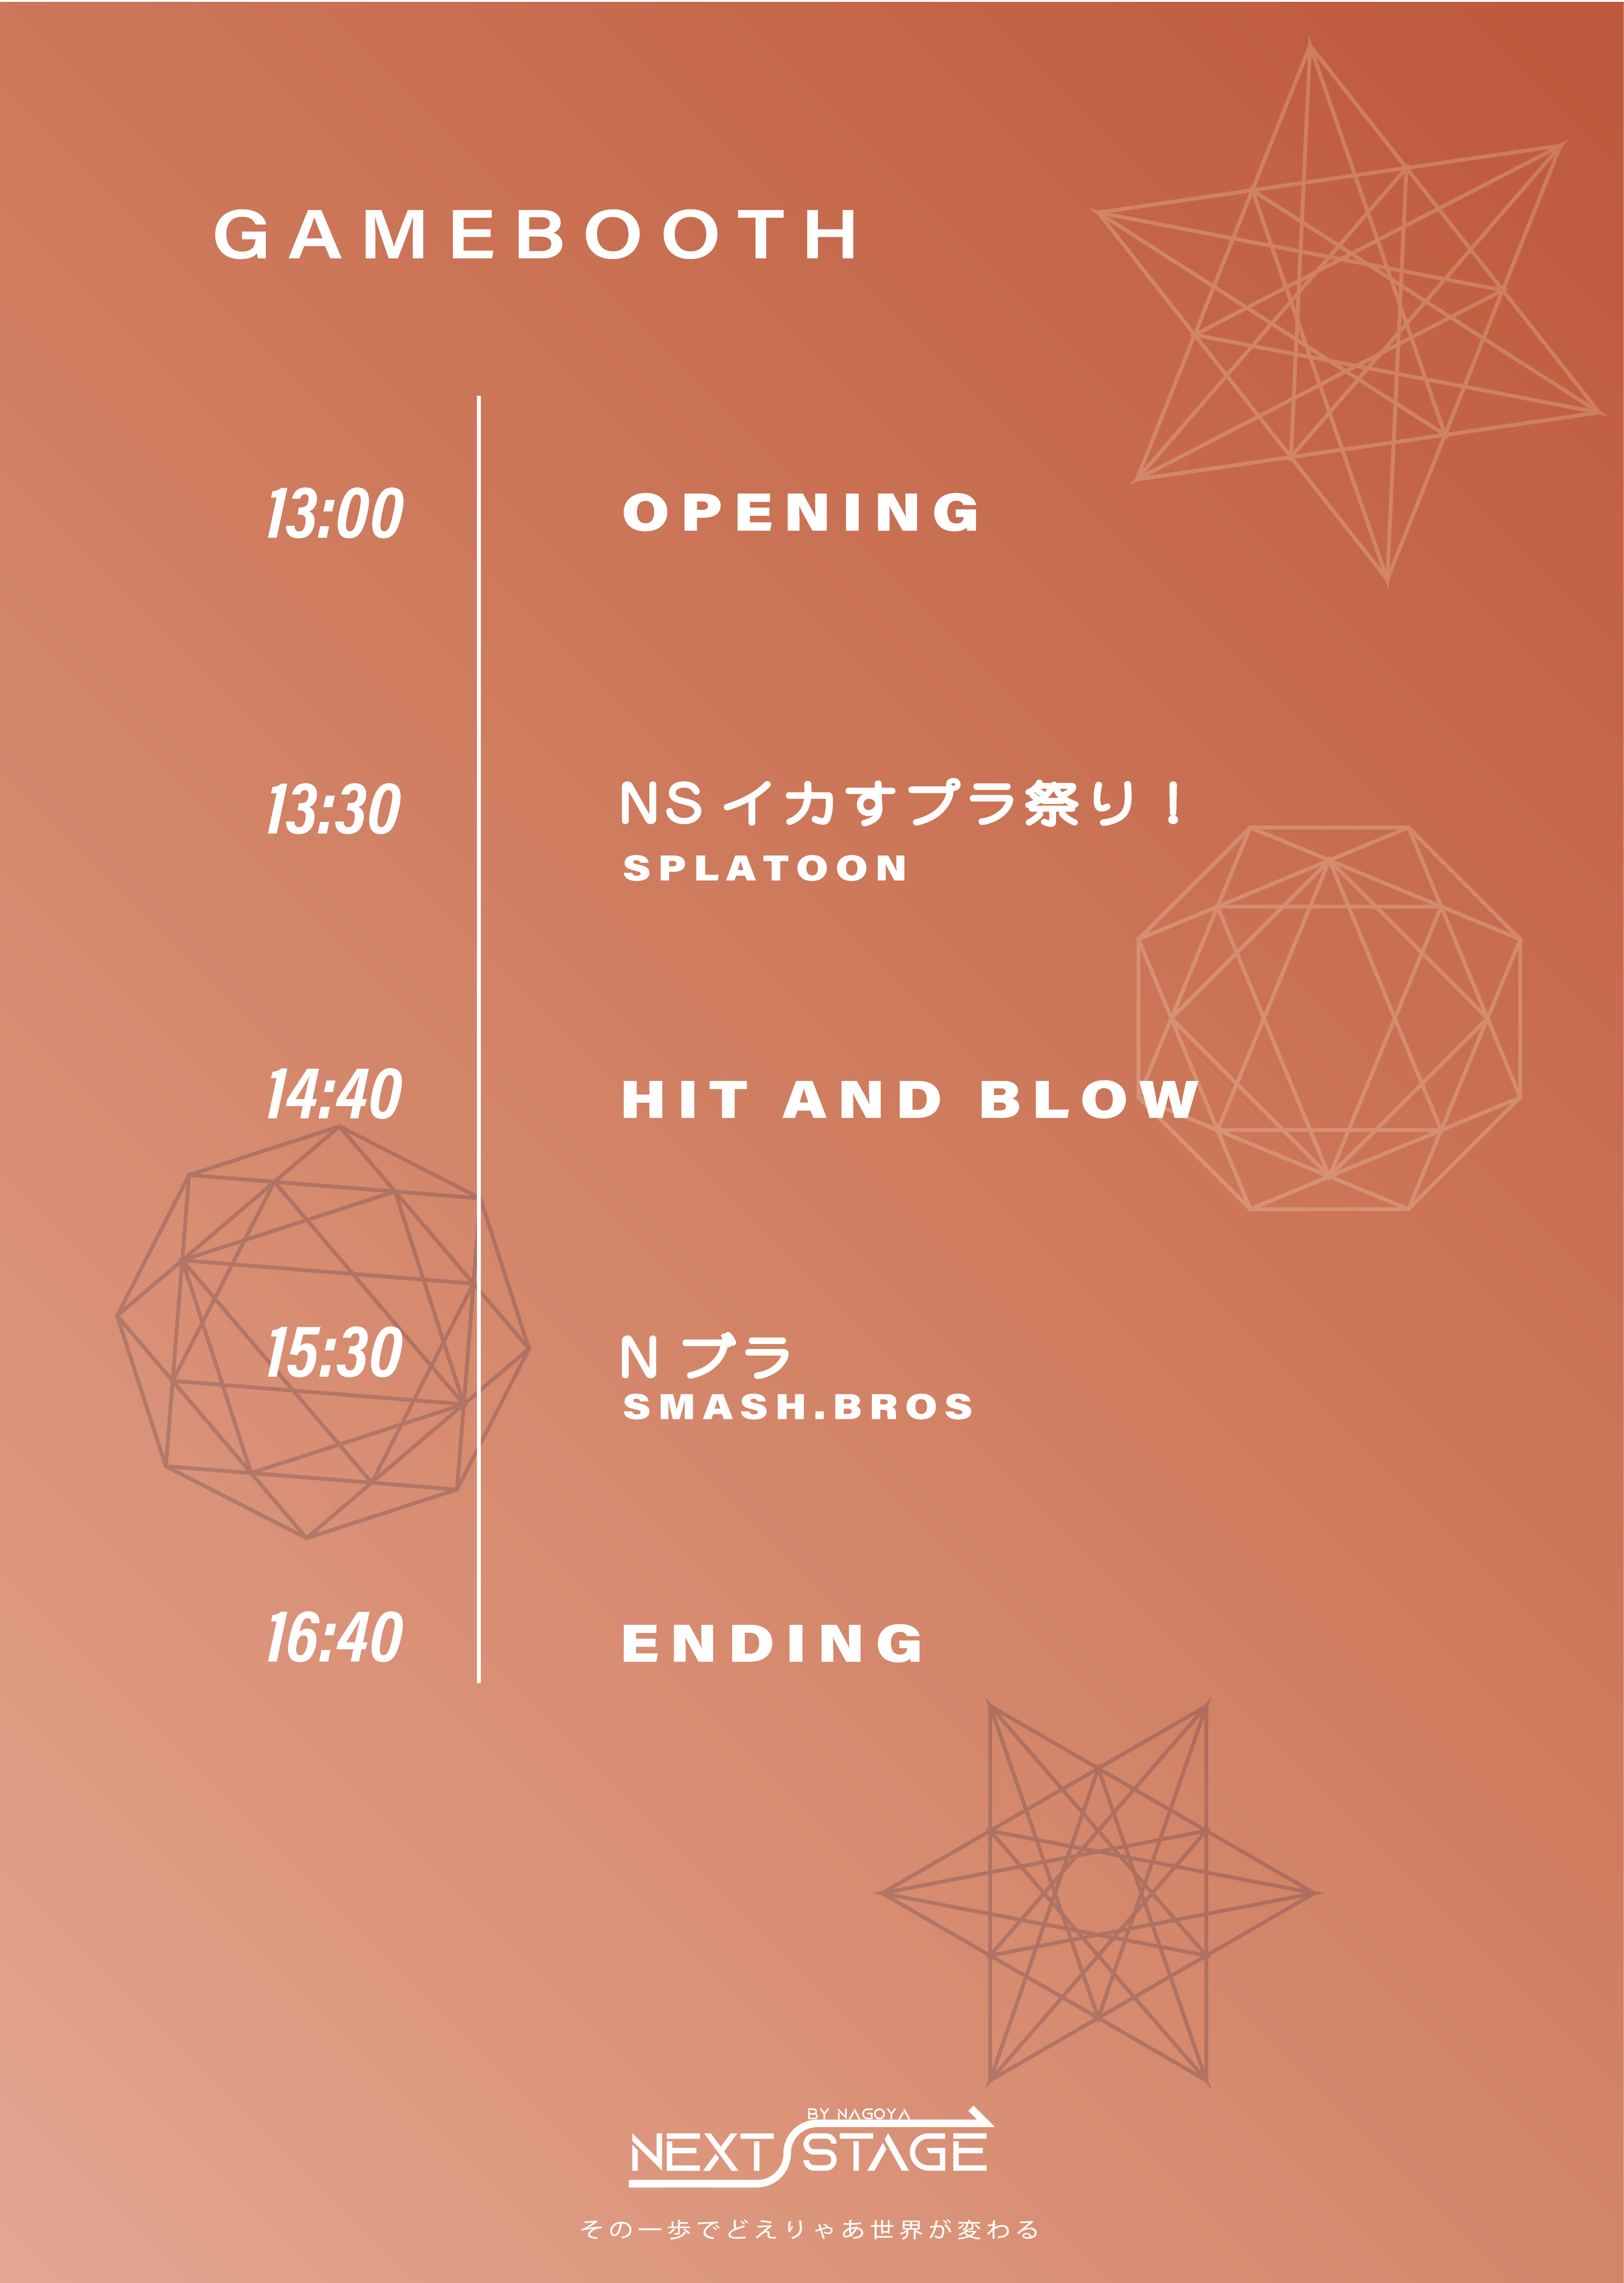 GAMEBOOTH
13:00 OPENING
13:30 NS イカすプラ祭り！
SPLATOON
14:40 HIT AND BLOW
15:30 N ブラ
SMASH.BROS
16:40 ENDING
BY NAGOYA
NEXT STAGE
その一歩でどえりゃあ世界が変わる